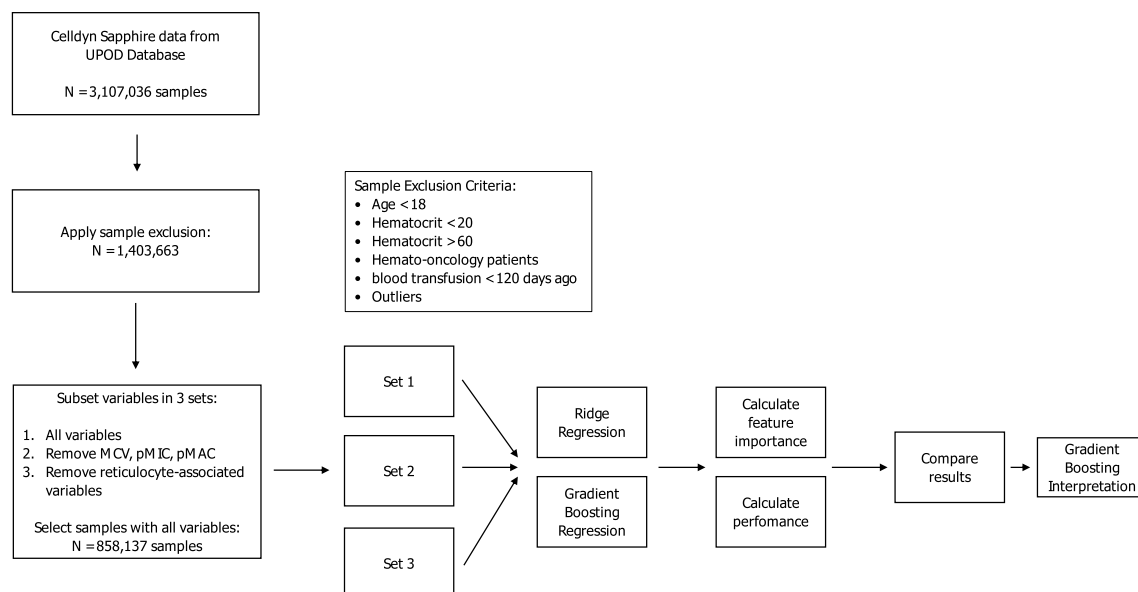 Celldyn Sapphire data from
UPOD Database
N =3,107,036 samples
Apply sample exclusion:
N =1,403,663
Sample Exclusion Criteria:
• Age <18
• Hematocrit <20
• Hematocrit >60
• Hemato-oncology patients
• blood transfusion <120 days ago
• Outliers
Subset variables in 3 sets:
1. All variables
2. Remove MCV, pMIC, pMAC
3. Remove reticulocyte-associated
variables
Select samples with all variables:
N =858,137 samples
Set 1
Set 2
Set 3
Ridge
Regression
Gradient
Boosting
Regression
Calculate
feature
importance
Calculate
perfomance
Compare
results
Gradient
Boosting
Interpretation